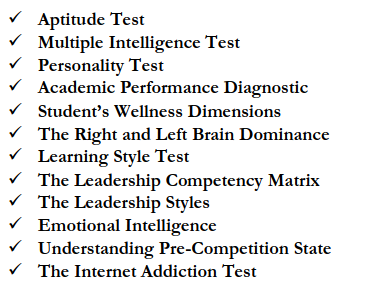 ✓ Aptitude Test
✓ Multiple Intelligence Test
✓ Personality Test
✓ Academic Performance Diagnostic
✓ Student's Wellness Dimensions
✓ The Right and Left Brain Dominance
✓ Learning Style Test
✓ The Leadership Competency Matrix
✓ The Leadership Styles
✓ Emotional Intelligence
✓ Understanding Pre-Competition State
✓ The Internet Addiction Test